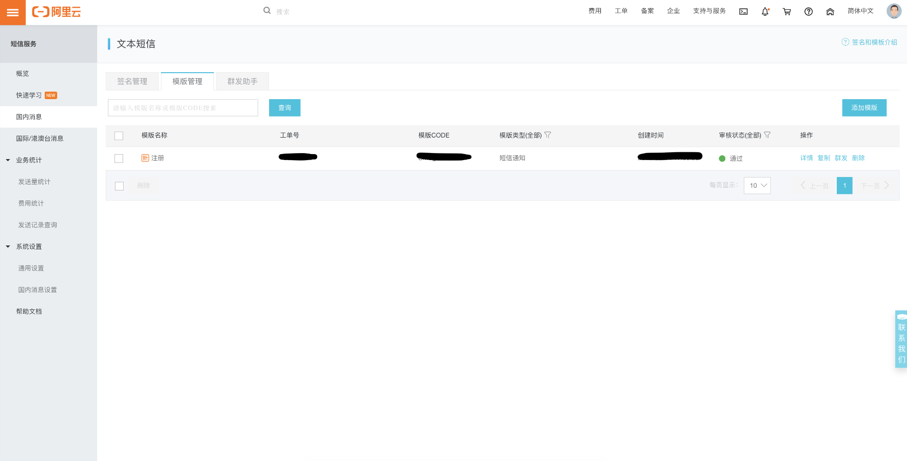 阿里云
搜索
费用 工单 备案 企业 支持与服务 简体中文
短信服务
概览
快速学习 NEW
国内消息
国际/港澳台消息
业务统计
发送量统计
费用统计
发送记录查询
系统设置
通用设置
国内消息设置
帮助文档
文本短信
签名和模板介绍
签名管理 模版管理 群发助手
请输入模版名称或模版CODE搜索 查询 添加模版
模版名称 工单号 模版CODE 模版类型(全部) 创建时间 审核状态(全部) 操作
注册 短信通知 通过 详情 复制 群发 删除
删除 每页显示: 10 上一页 1 下一页
联系我们